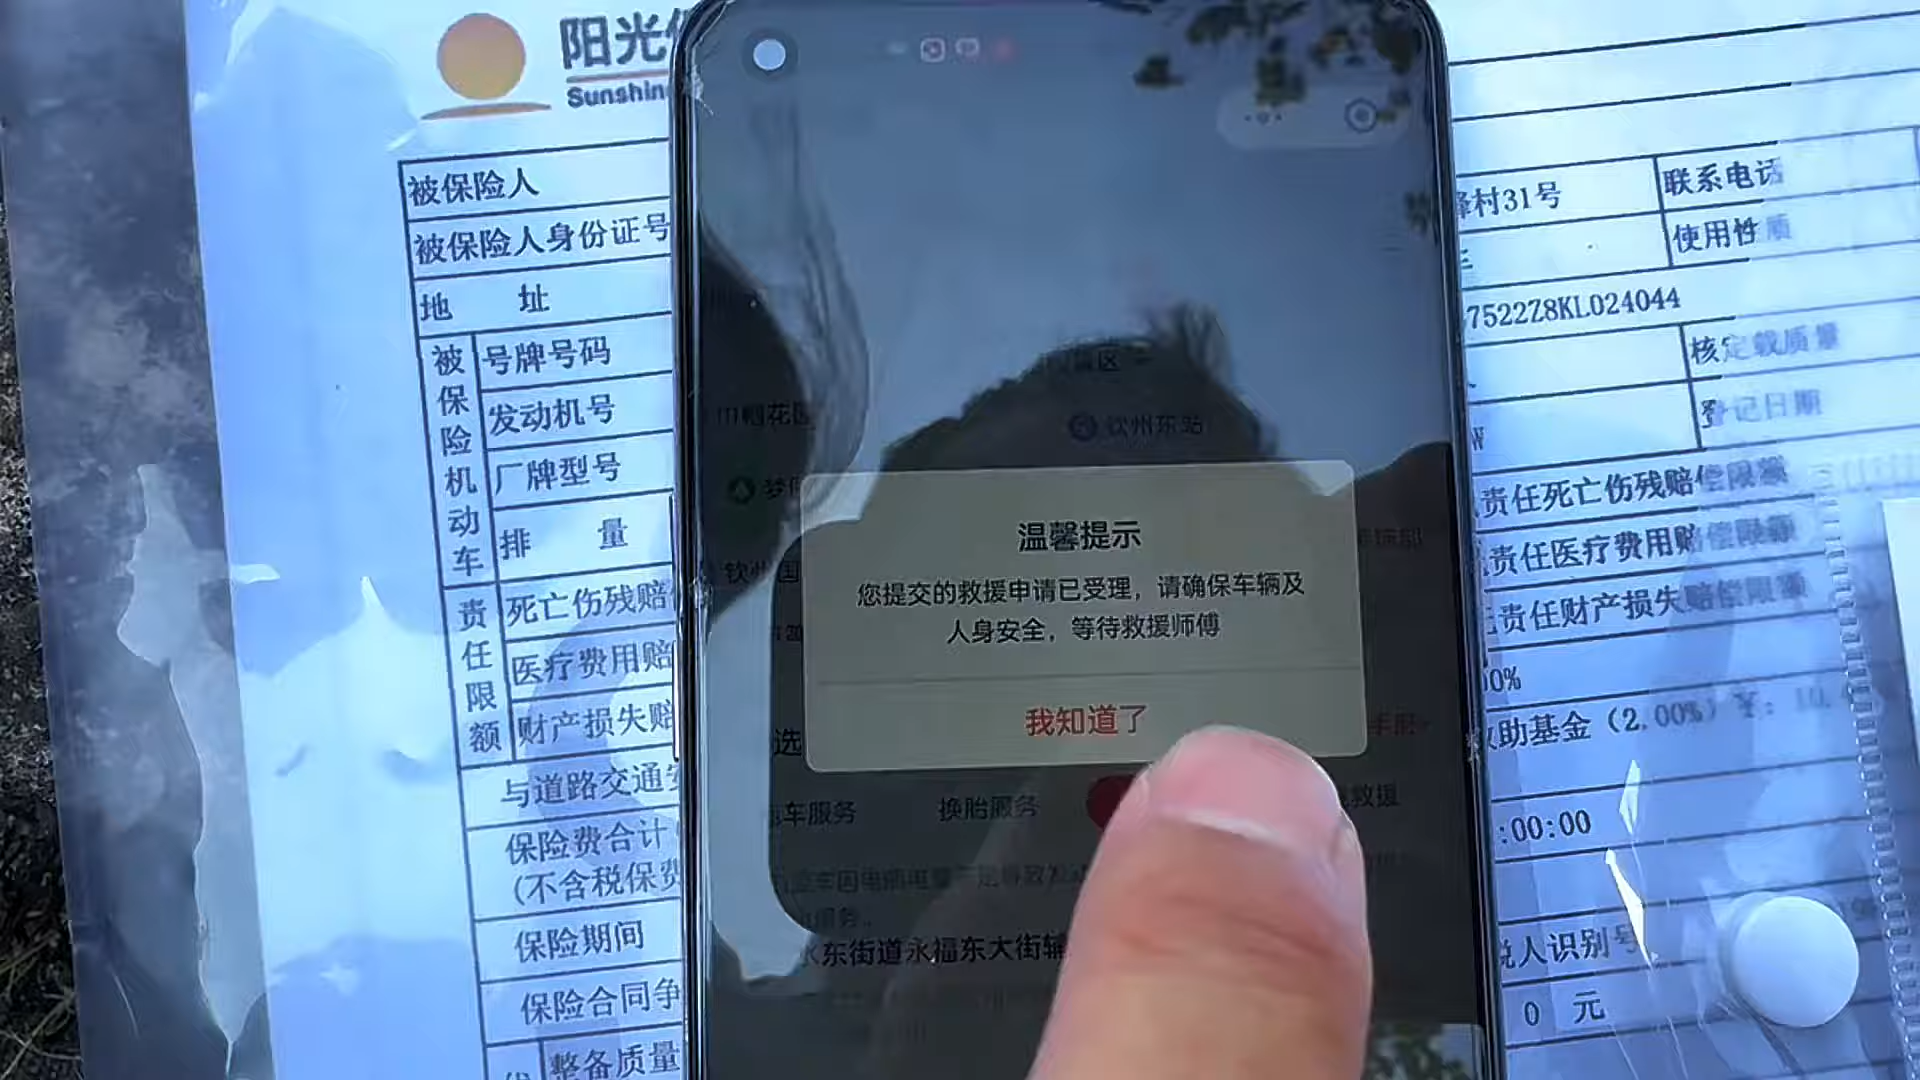 阳光
Sunshin
被保险人
被保险人身份证号
地 址
被保险机动车
号牌号码
发动机号
厂牌型号
排 量
责任限额
死亡伤残赔
医疗费用赔
财产损失赔
与道路交通
保险费合计
(不含税保费
保险期间
保险合同争
整备质量
钦州东站
温馨提示
您提交的救援申请已受理，请确保车辆及
人身安全，等待救援师傅
我知道了
车服务
换胎服务
救援
东街道永福东大街辅
村31号
联系电话
使用性质
7522Z8KL024044
核定载质量
登记日期
责任死亡伤残赔偿限额
责任医疗费用赔偿限额
责任财产损失赔偿限额
0%
助基金（2.00%）￥：10.
:00:00
人识别号
0 元